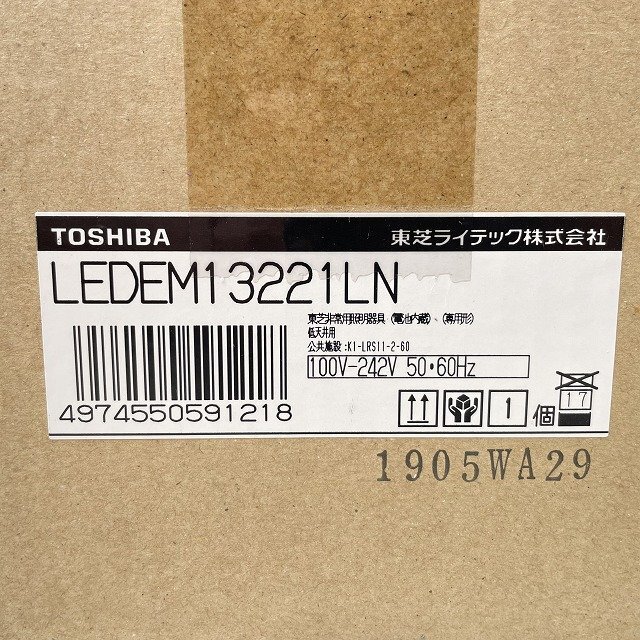 TOSHIBA 東芝ライテック株式会社
LEDEM13221LN
東芝非常用照明器具 (電池内蔵)、(専用形)
低天井用
公共施設:K1-LRS11-2-60
100V-242V 50・60Hz
4974550591218
1個
17
1905WA29